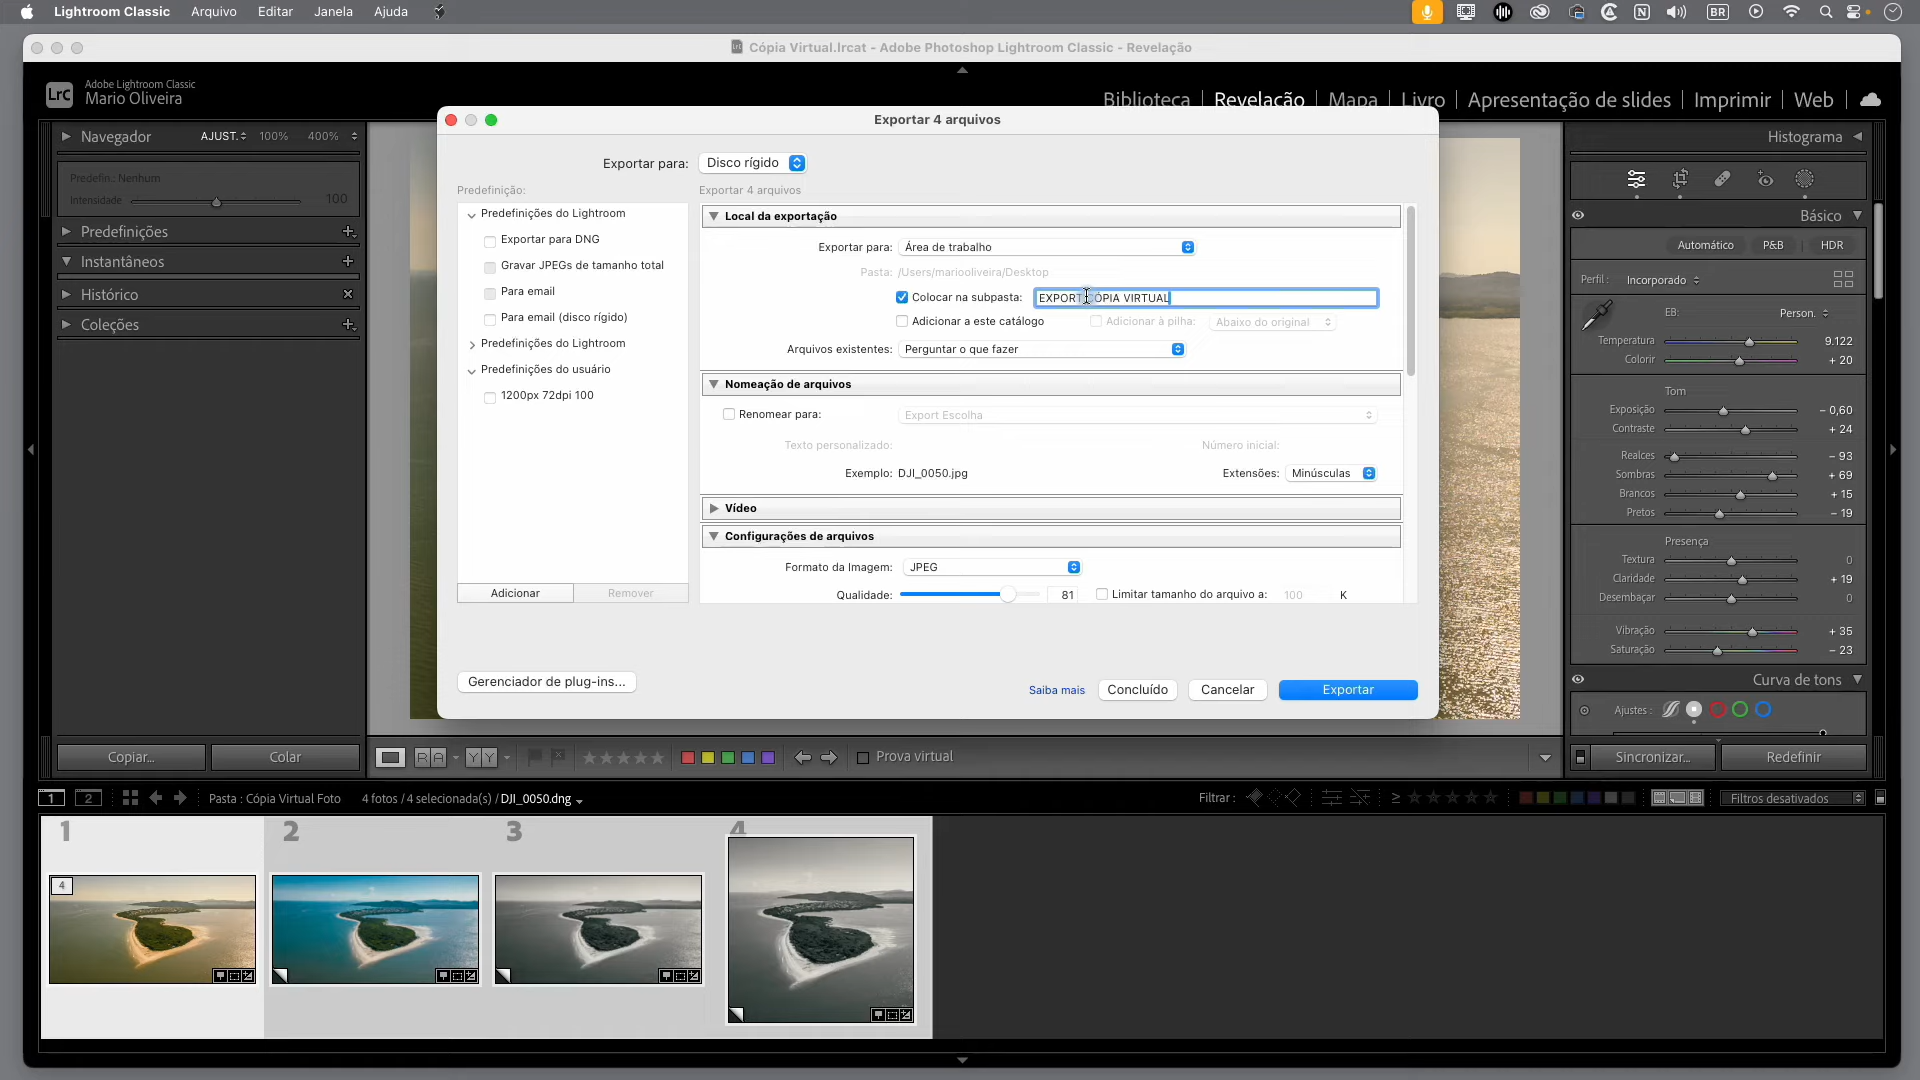 Lightroom Classic Arquivo Editar Janela Ajuda BR
Cópia Virtual.lrcat - Adobe Photoshop Lightroom Classic - Revelação
Lrc Adobe Lightroom Classic
Mario Oliveira
Biblioteca | Revelação | Mapa | Livro | Apresentação de slides | Imprimir | Web
Navegador AJUST. 100% 400%
Predefin.: Nenhum
Intensidade 100
Predefinições
Instantâneos
Histórico
Coleções
Copiar... Colar
Exportar 4 arquivos
Exportar para: Disco rígido
Predefinição:
Predefinições do Lightroom
Exportar para DNG
Gravar JPEGs de tamanho total
Para email
Para email (disco rígido)
Predefinições do Lightroom
Predefinições do usuário
1200px 72dpi 100
Adicionar Remover
Exportar 4 arquivos
Local da exportação
Exportar para: Área de trabalho
Pasta: /Users/mariooliveira/Desktop
Colocar na subpasta: EXPORT CÓPIA VIRTUAL
Adicionar a este catálogo Adicionar à pilha: Abaixo do original
Arquivos existentes: Perguntar o que fazer
Nomeação de arquivos
Renomear para: Export Escolha
Texto personalizado: Número inicial:
Exemplo: DJI_0050.jpg Extensões: Minúsculas
Vídeo
Configurações de arquivos
Formato da Imagem: JPEG
Qualidade: 81 Limitar tamanho do arquivo a: 100 K
Gerenciador de plug-ins... Saiba mais Concluído Cancelar Exportar
Histograma
Básico
Automático P&B HDR
Perfil : Incorporado
EB: Person.
Temperatura 9.122
Colorir + 20
Tom
Exposição – 0,60
Contraste + 24
Realces – 93
Sombras + 69
Brancos + 15
Pretos – 19
Presença
Textura 0
Claridade + 19
Desembaçar 0
Vibração + 35
Saturação – 23
Curva de tons
Ajustes :
Sincronizar... Redefinir
RA YY Prova virtual
1 2 Pasta : Cópia Virtual Foto 4 fotos / 4 selecionada(s) / DJI_0050.dng Filtrar : ≥ Filtros desativados
1 2 3 4
4